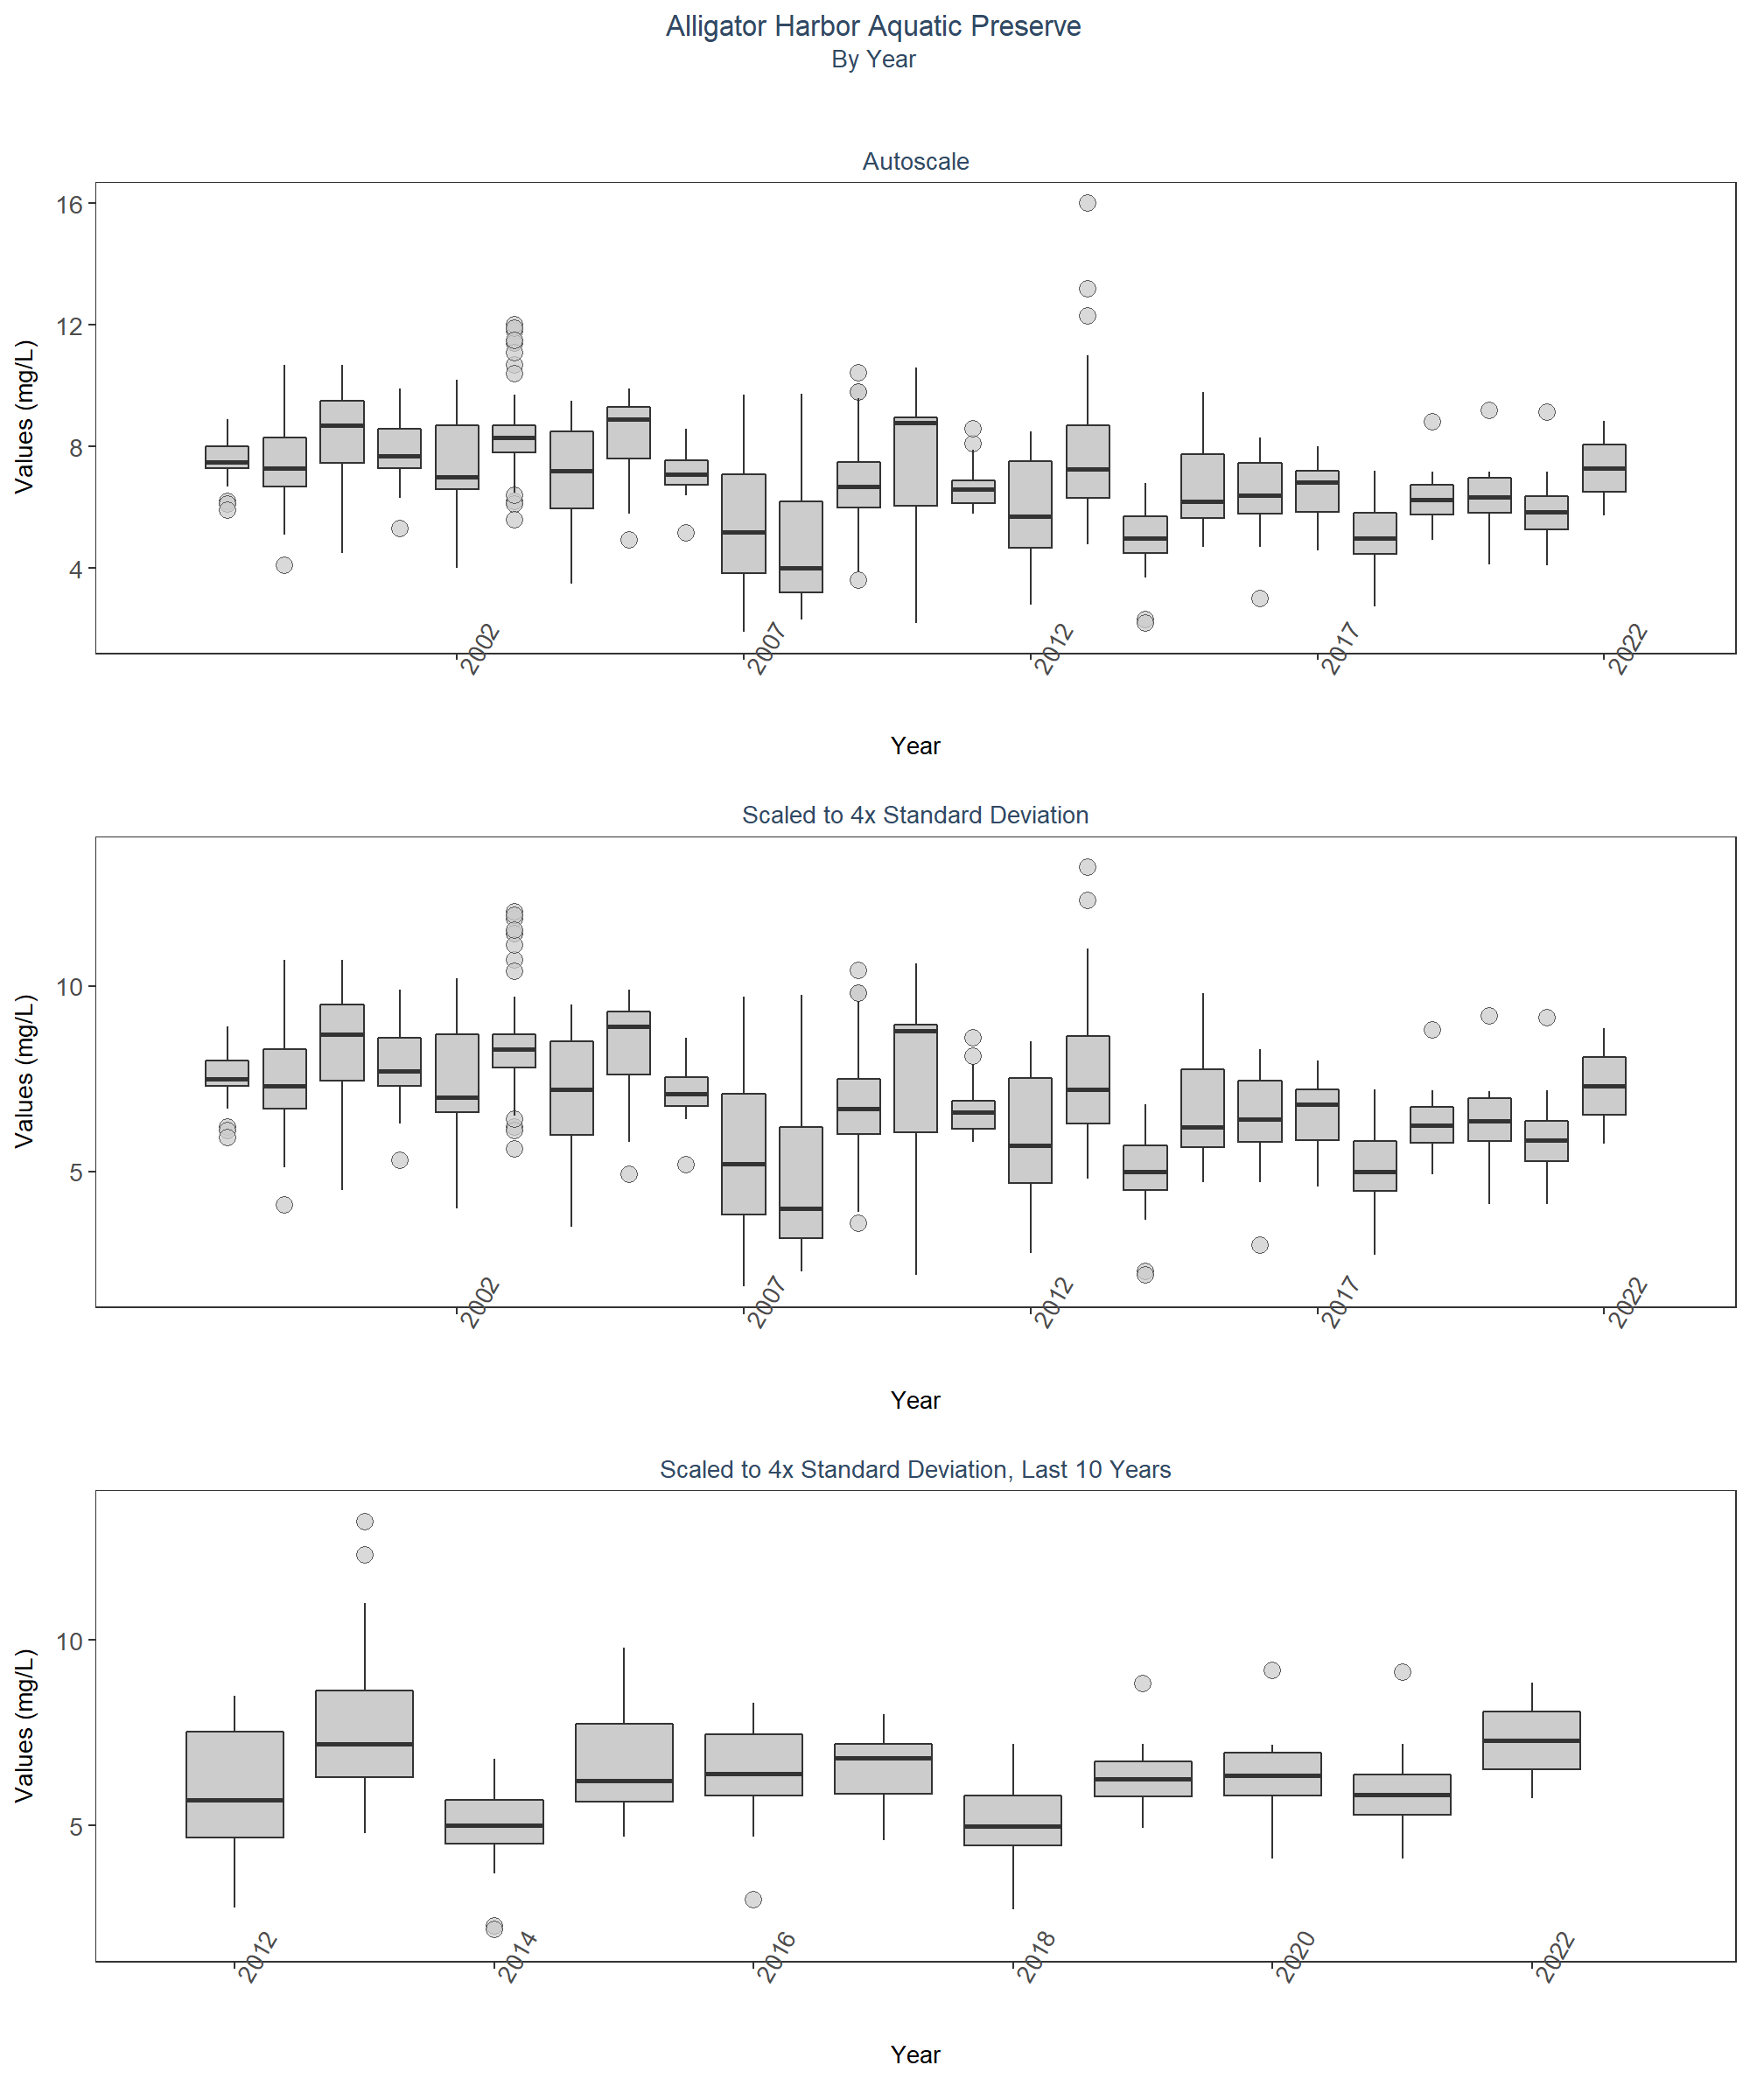 Alligator Harbor Aquatic Preserve
By Year
Autoscale
Values (mg/L)
16
12
8
4
2002
2007
2012
2017
2022
Year
Scaled to 4x Standard Deviation
Values (mg/L)
10
5
2002
2007
2012
2017
2022
Year
Scaled to 4x Standard Deviation, Last 10 Years
Values (mg/L)
10
5
2012
2014
2016
2018
2020
2022
Year